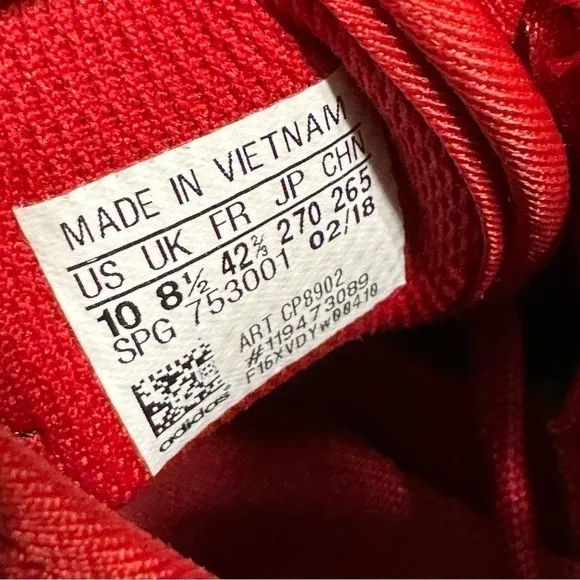 MADE IN VIETNAM
US UK FR JP CHN
10 8½ 42⅔ 270 265
SPG 753001 02/18
ART CP8902
#119473089
F16XVDYw00410
adidas